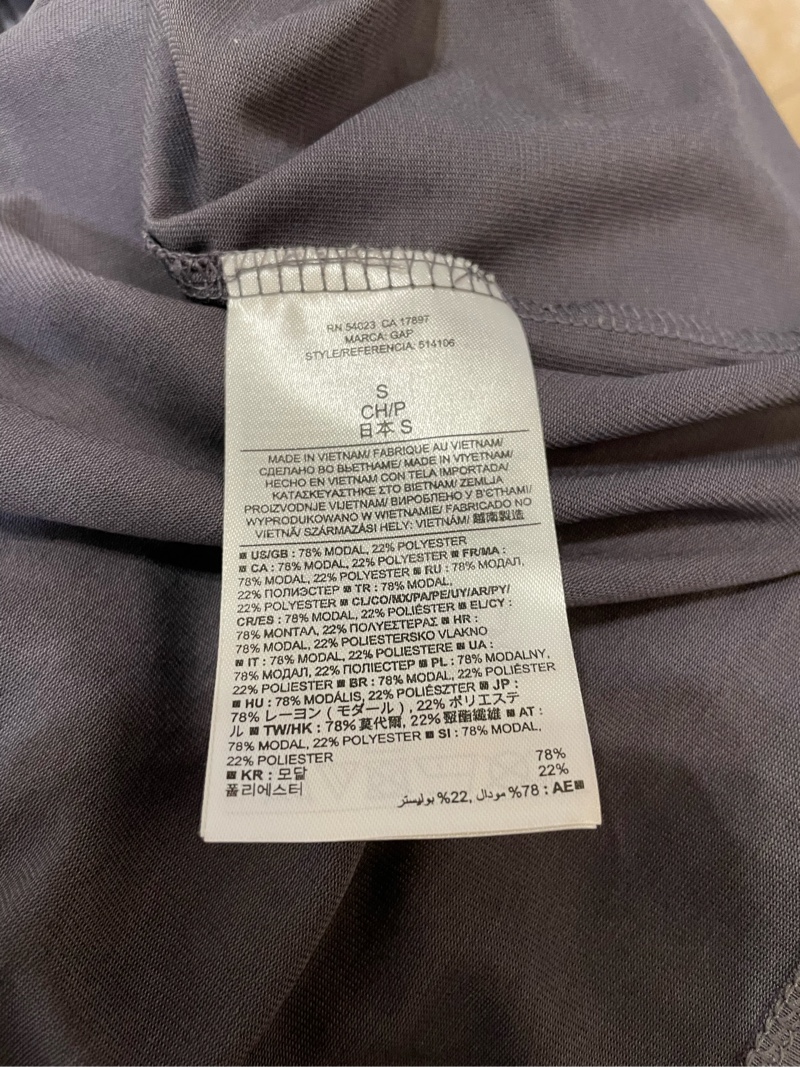 RN 54023 CA 17897
MARCA: GAP
STYLE/REFERENCIA: 514106
S
CH/P
日本 S
MADE IN VIETNAM/ FABRIQUE AU VIETNAM/
СДЕЛАНО ВО ВЬЕТНАМЕ/ MADE IN VIYETNAM/
HECHO EN VIETNAM CON TELA IMPORTADA/
ΚΑΤΑΣΚΕΥΑΣΤΗΚΕ ΣΤΟ ΒΙΕΤΝΑΜ/ ZEMLJA
PROIZVODNJE VIJETNAM/ ВИРОБЛЕНО У В'ЄТНАМІ/
WYPRODUKOWANO W WIETNAMIE/ FABRICADO NO
VIETNÃ/ SZÁRMAZÁSI HELY: VIETNÁM/ 越南製造
US/GB : 78% MODAL, 22% POLYESTER
CA : 78% MODAL, 22% POLYESTER FR/MA :
78% MODAL, 22% POLYESTER RU : 78% МОДАЛ,
22% ПОЛИЭСТЕР TR : 78% MODAL,
22% POLYESTER CL/CO/MX/PA/PE/UY/AR/PY/
CR/ES : 78% MODAL, 22% POLIÉSTER EL/CY :
78% ΜΟΝΤΑΛ, 22% ΠΟΛΥΕΣΤΕΡΑΣ HR :
78% MODAL, 22% POLIESTERSKO VLAKNO
IT : 78% MODAL, 22% POLIESTERE UA :
78% МОДАЛ, 22% ПОЛІЕСТЕР PL : 78% MODALNY,
22% POLIESTER BR : 78% MODAL, 22% POLIÉSTER
HU : 78% MODÁLIS, 22% POLIÉSZTER JP :
78% レーヨン ( モダール ) , 22% ポリエステ
ル TW/HK : 78% 莫代爾, 22% 聚酯纖維 AT :
78% MODAL, 22% POLYESTER SI : 78% MODAL,
22% POLIESTER
KR : 모달 78%
폴리에스터 22%
AE : 78% مودال, 22% بوليستر